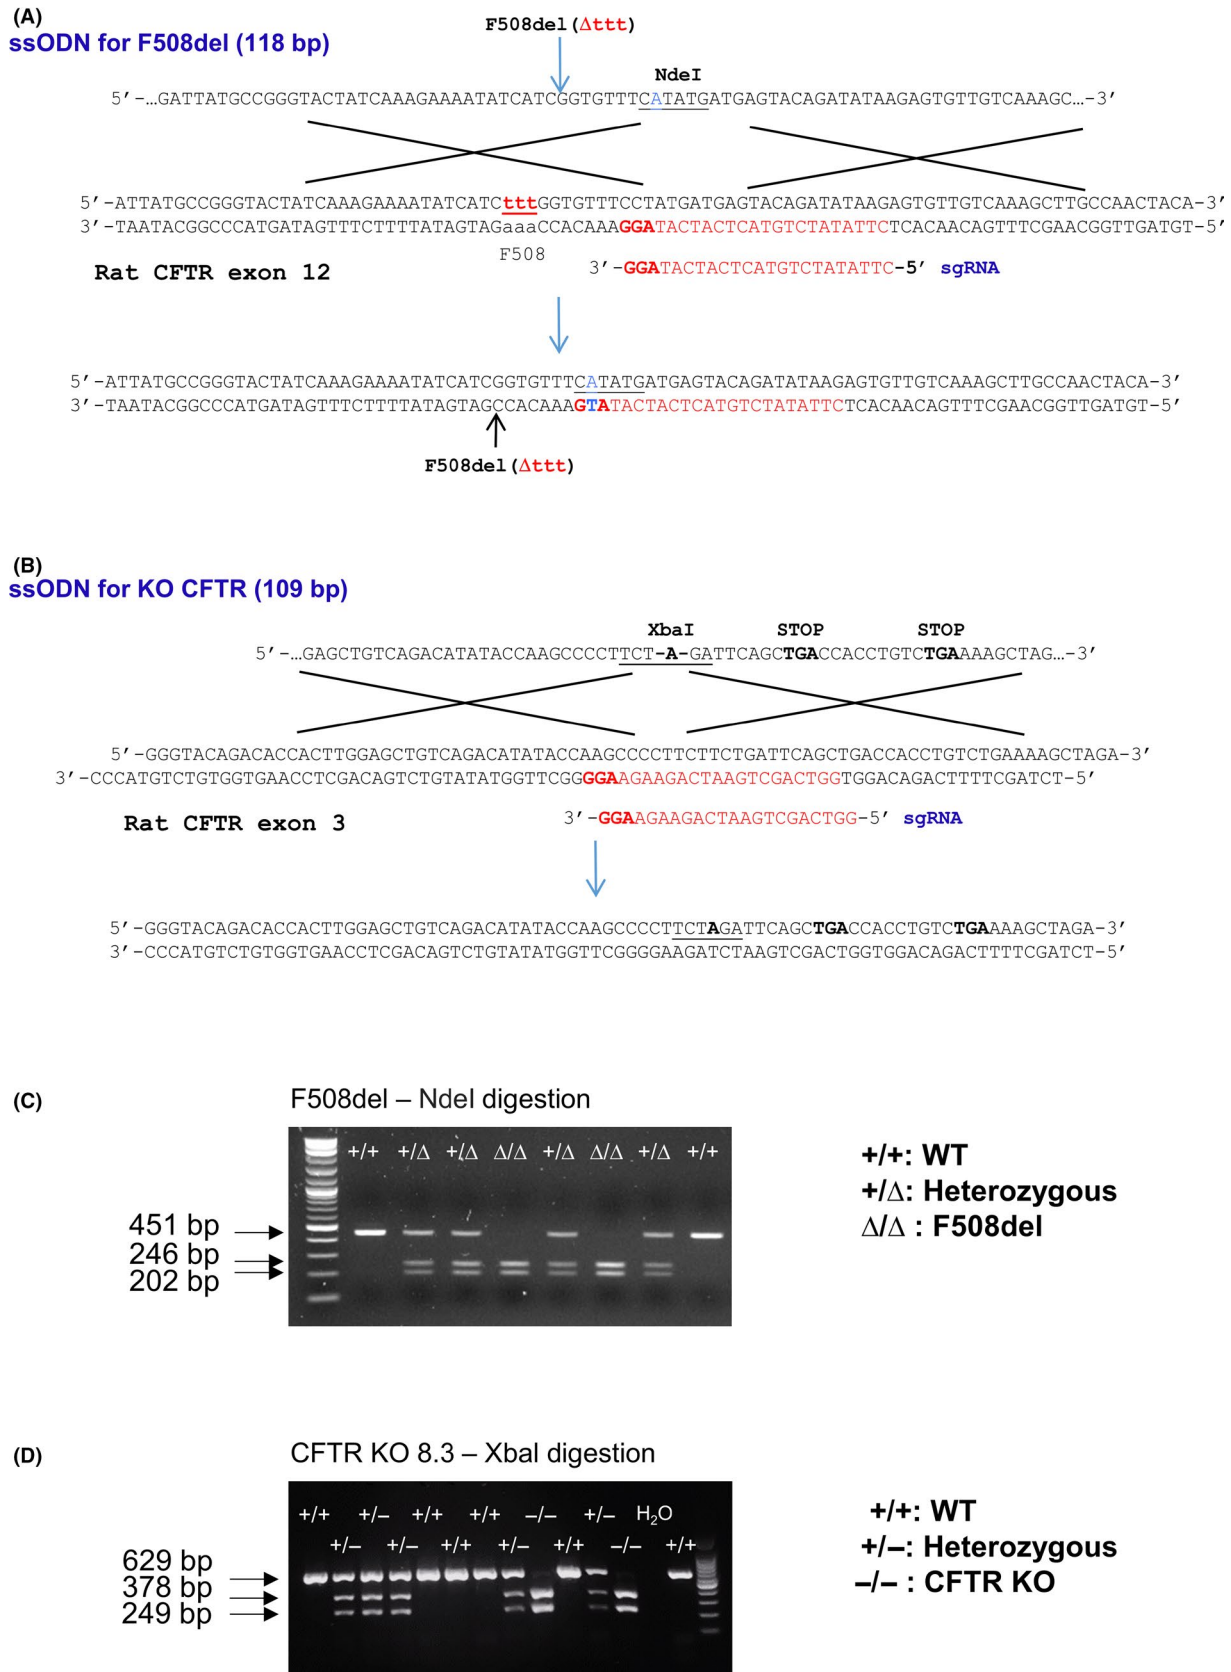 (A)
ssODN for F508del (118 bp)
F508del(Δttt)
NdeI
5′-…GATTATGCCGGGTACTATCAAAGAAAATATCATCGGTGTTTCATATGATGAGTACAGATATAAGAGTGTTGTCAAAGC…-3′
5′-ATTATGCCGGGTACTATCAAAGAAAATATCATCtttGGTGTTTCCTATGATGAGTACAGATATAAGAGTGTTGTCAAAGCTTGCCAACTACA-3′
3′-TAATACGGCCCATGATAGTTTCTTTTATAGTAGaaaCCACAAAGGATACTACTCATGTCTATATTCTCACAACAGTTTCGAACGGTTGATGT-5′
F508
3′-GGATACTACTCATGTCTATATTC-5′ sgRNA
Rat CFTR exon 12
5′-ATTATGCCGGGTACTATCAAAGAAAATATCATCGGTGTTTCATATGATGAGTACAGATATAAGAGTGTTGTCAAAGCTTGCCAACTACA-3′
3′-TAATACGGCCCATGATAGTTTCTTTTATAGTAGCCACAAAGTATACTACTCATGTCTATATTCTCACAACAGTTTCGAACGGTTGATGT-5′
F508del(Δttt)
(B)
ssODN for KO CFTR (109 bp)
XbaI STOP STOP
5′-…GAGCTGTCAGACATATACCAAGCCCCTTCT-A-GATTCAGCTGACCACCTGTCTGAAAAGCTAG…-3′
5′-GGGTACAGACACCACTTGGAGCTGTCAGACATATACCAAGCCCCTTCTTCTGATTCAGCTGACCACCTGTCTGAAAAGCTAGA-3′
3′-CCCATGTCTGTGGTGAACCTCGACAGTCTGTATATGGTTCGGGGAAGAAGACTAAGTCGACTGGTGGACAGACTTTTCGATCT-5′
3′-GGAAGAAGACTAAGTCGACTGG-5′ sgRNA
Rat CFTR exon 3
5′-GGGTACAGACACCACTTGGAGCTGTCAGACATATACCAAGCCCCTTCTAGATTCAGCTGACCACCTGTCTGAAAAGCTAGA-3′
3′-CCCATGTCTGTGGTGAACCTCGACAGTCTGTATATGGTTCGGGGAAGATCTAAGTCGACTGGTGGACAGACTTTTCGATCT-5′
(C)
F508del – NdeI digestion
+/+ +/Δ +/Δ Δ/Δ +/Δ Δ/Δ +/Δ +/+
451 bp
246 bp
202 bp
+/+: WT
+/Δ: Heterozygous
Δ/Δ : F508del
(D)
CFTR KO 8.3 – XbaI digestion
+/+ +/– +/+ +/+ –/– +/– H₂O
+/– +/– +/+ +/– +/+ –/– +/+
629 bp
378 bp
249 bp
+/+: WT
+/–: Heterozygous
–/– : CFTR KO